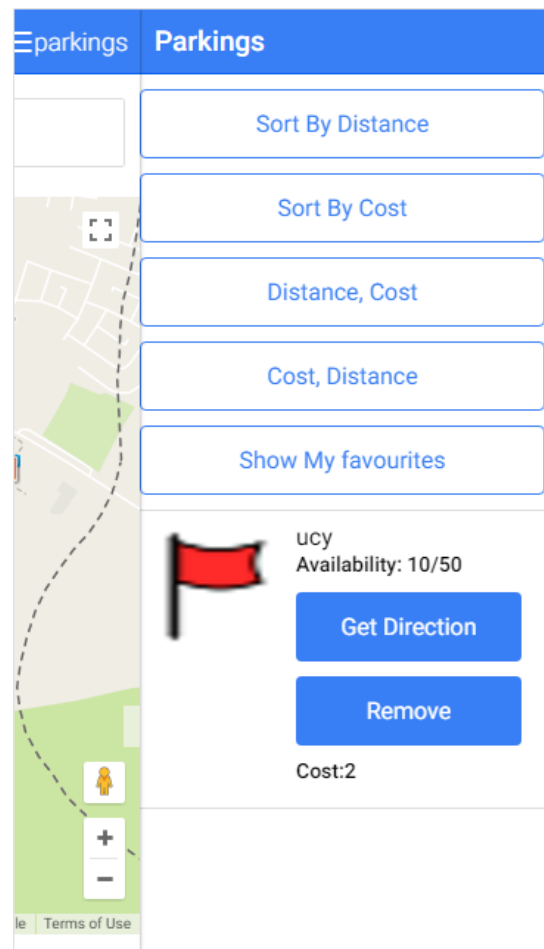 parkings
Parkings
Sort By Distance
Sort By Cost
Distance, Cost
Cost, Distance
Show My favourites
ucy
Availability: 10/50
Get Direction
Remove
Cost:2
+
−
le
Terms of Use